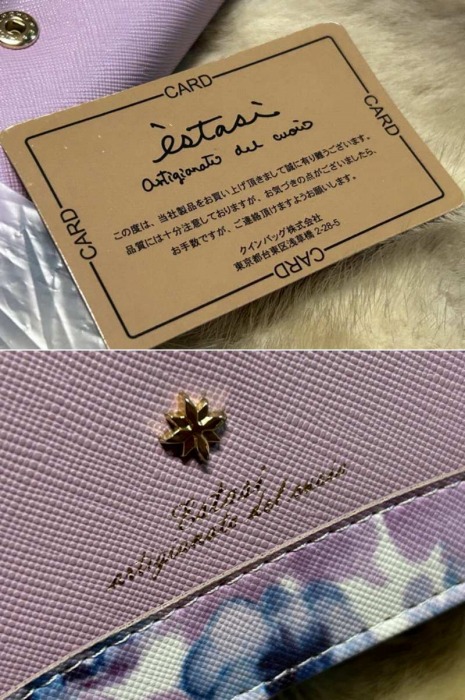 CARD
èstasi
artigianato del cuoio
CARD
この度は、当社製品をお買い上げ頂きまして誠に有り難うございます。
品質には十分注意しておりますが、お気づきの点がございましたら、
お手数ですが、ご連絡頂けますようお願いします。
クインバッグ株式会社
東京都台東区浅草橋 2-28-5
CARD
CARD
Estasi
artigianato del cuoio